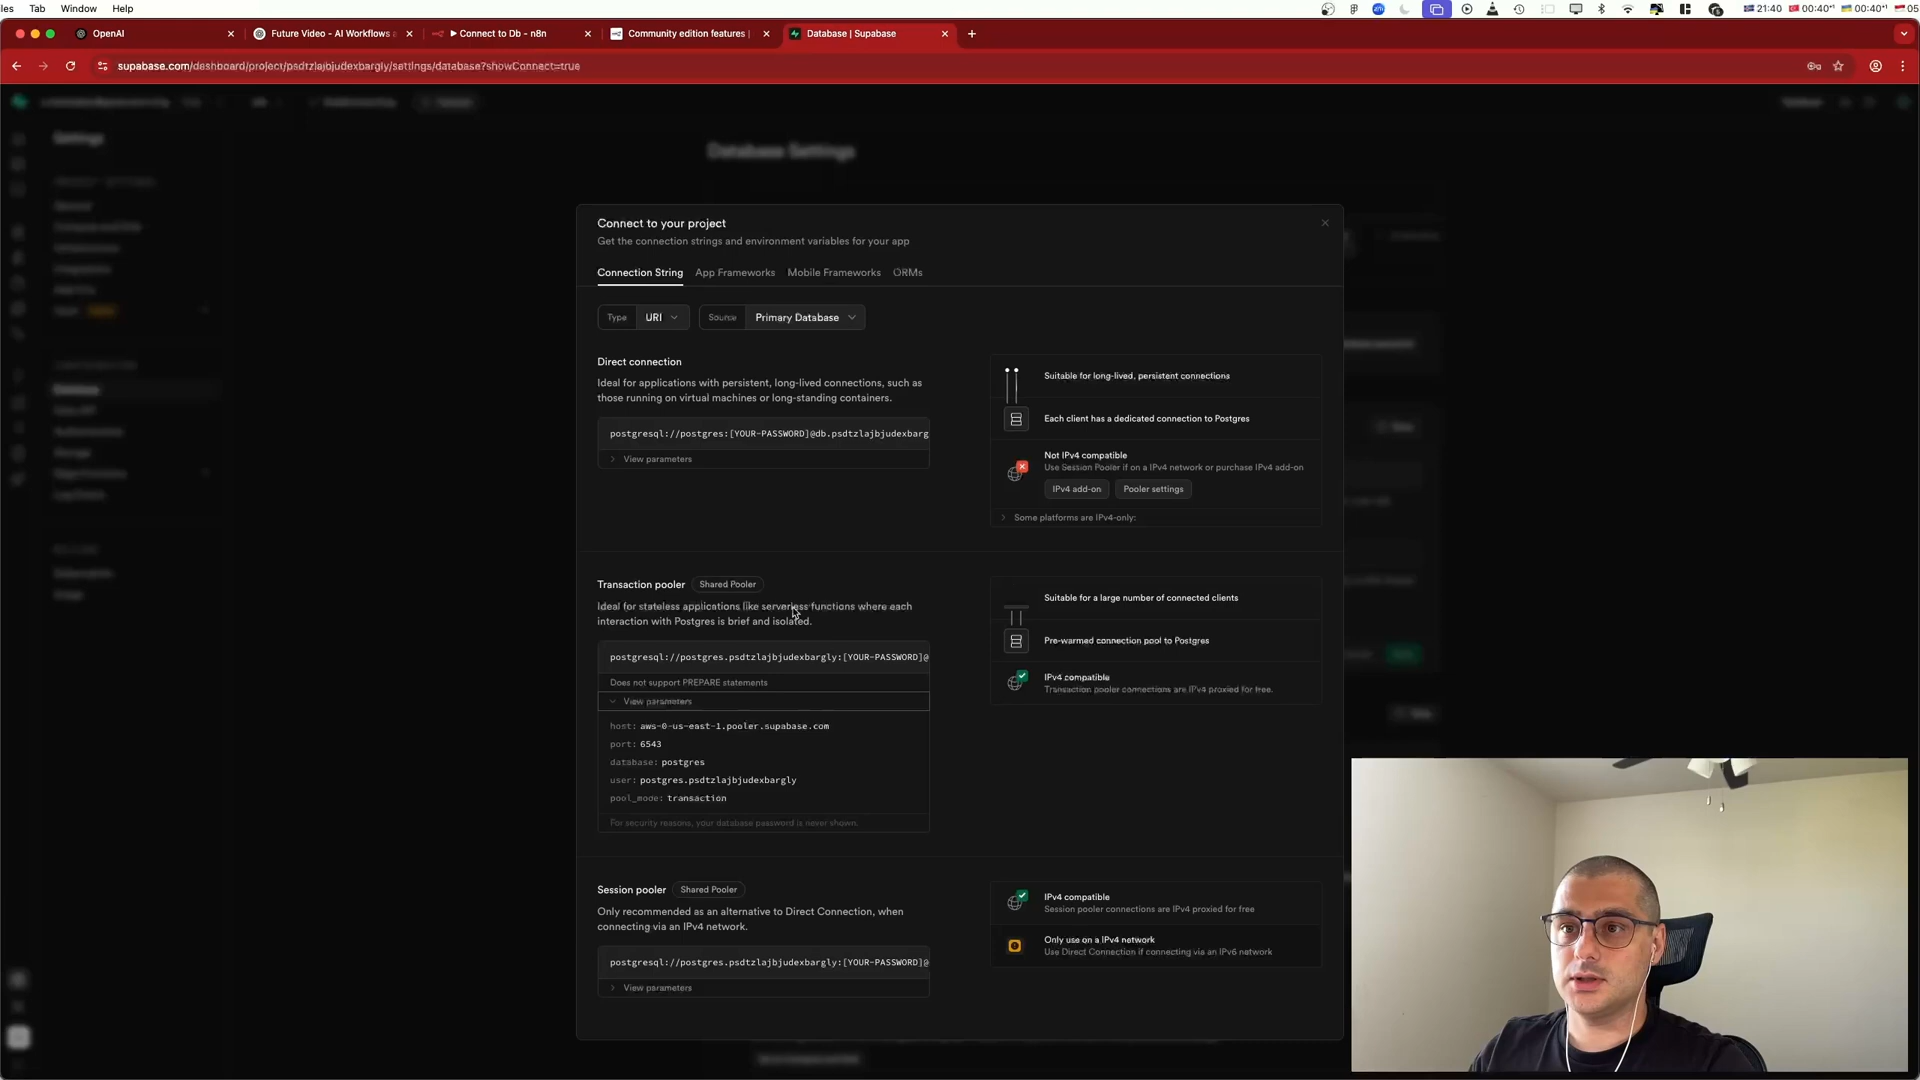 les Tab Window Help
21:40 00:40⁺¹ 00:40⁺¹ 05
OpenAI
Future Video - AI Workflows a
Connect to Db - n8n
Community edition features |
Database | Supabase
supabase.com/dashboard/project/psdtzlajbjudexbargly/settings/database?showConnect=true
Settings
Database Settings
Database
Connect to your project
Get the connection strings and environment variables for your app
Connection String App Frameworks Mobile Frameworks ORMs
Type URI Source Primary Database
Direct connection
Ideal for applications with persistent, long-lived connections, such as
those running on virtual machines or long-standing containers.
postgresql://postgres:[YOUR-PASSWORD]@db.psdtzlajbjudexbarg
View parameters
Suitable for long-lived, persistent connections
Each client has a dedicated connection to Postgres
Not IPv4 compatible
Use Session Pooler if on a IPv4 network or purchase IPv4 add-on
IPv4 add-on Pooler settings
Some platforms are IPv4-only:
Transaction pooler Shared Pooler
Ideal for stateless applications like serverless functions where each
interaction with Postgres is brief and isolated.
postgresql://postgres.psdtzlajbjudexbargly:[YOUR-PASSWORD]@
Does not support PREPARE statements
View parameters
host: aws-0-us-east-1.pooler.supabase.com
port: 6543
database: postgres
user: postgres.psdtzlajbjudexbargly
pool_mode: transaction
For security reasons, your database password is never shown.
Suitable for a large number of connected clients
Pre-warmed connection pool to Postgres
IPv4 compatible
Transaction pooler connections are IPv4 proxied for free.
Session pooler Shared Pooler
Only recommended as an alternative to Direct Connection, when
connecting via an IPv4 network.
postgresql://postgres.psdtzlajbjudexbargly:[YOUR-PASSWORD]@
View parameters
IPv4 compatible
Session pooler connections are IPv4 proxied for free
Only use on a IPv4 network
Use Direct Connection if connecting via an IPv6 network